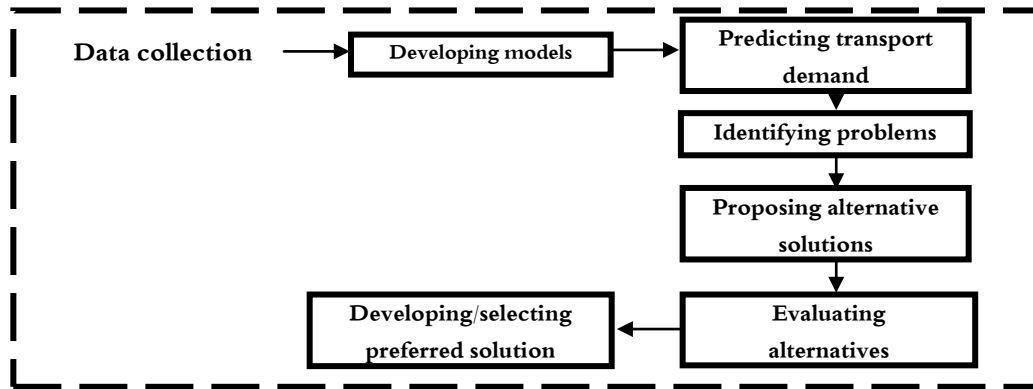 Data collection
Developing models
Predicting transport
demand
Identifying problems
Proposing alternative
solutions
Evaluating
alternatives
Developing/selecting
preferred solution